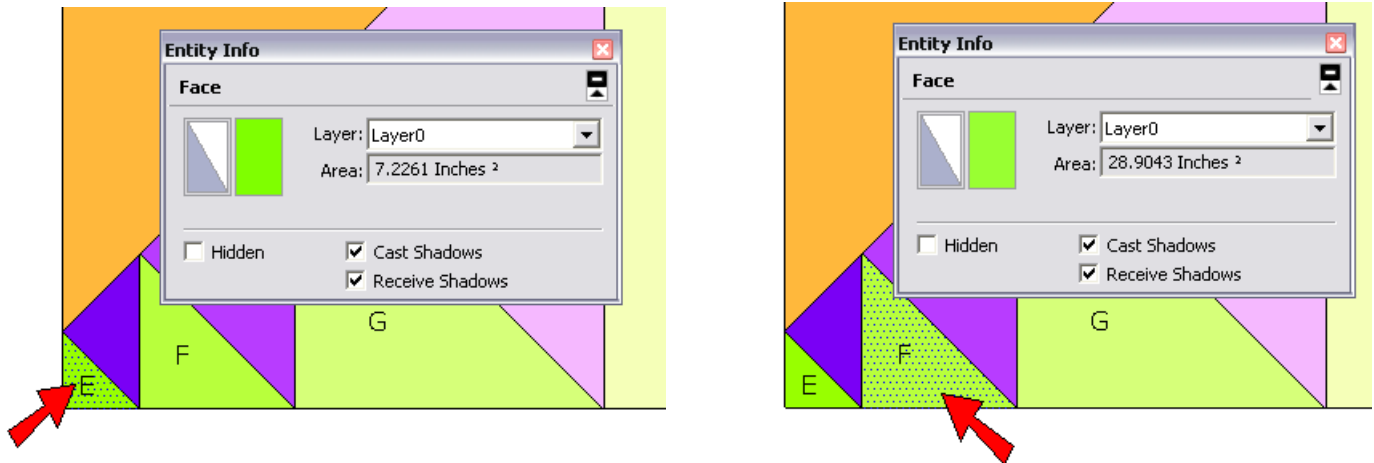 Entity Info
Face
Layer: Layer0
Area: 7.2261 Inches ²
Hidden
Cast Shadows
Receive Shadows
G
F
E
Entity Info
Face
Layer: Layer0
Area: 28.9043 Inches ²
Hidden
Cast Shadows
Receive Shadows
G
F
E